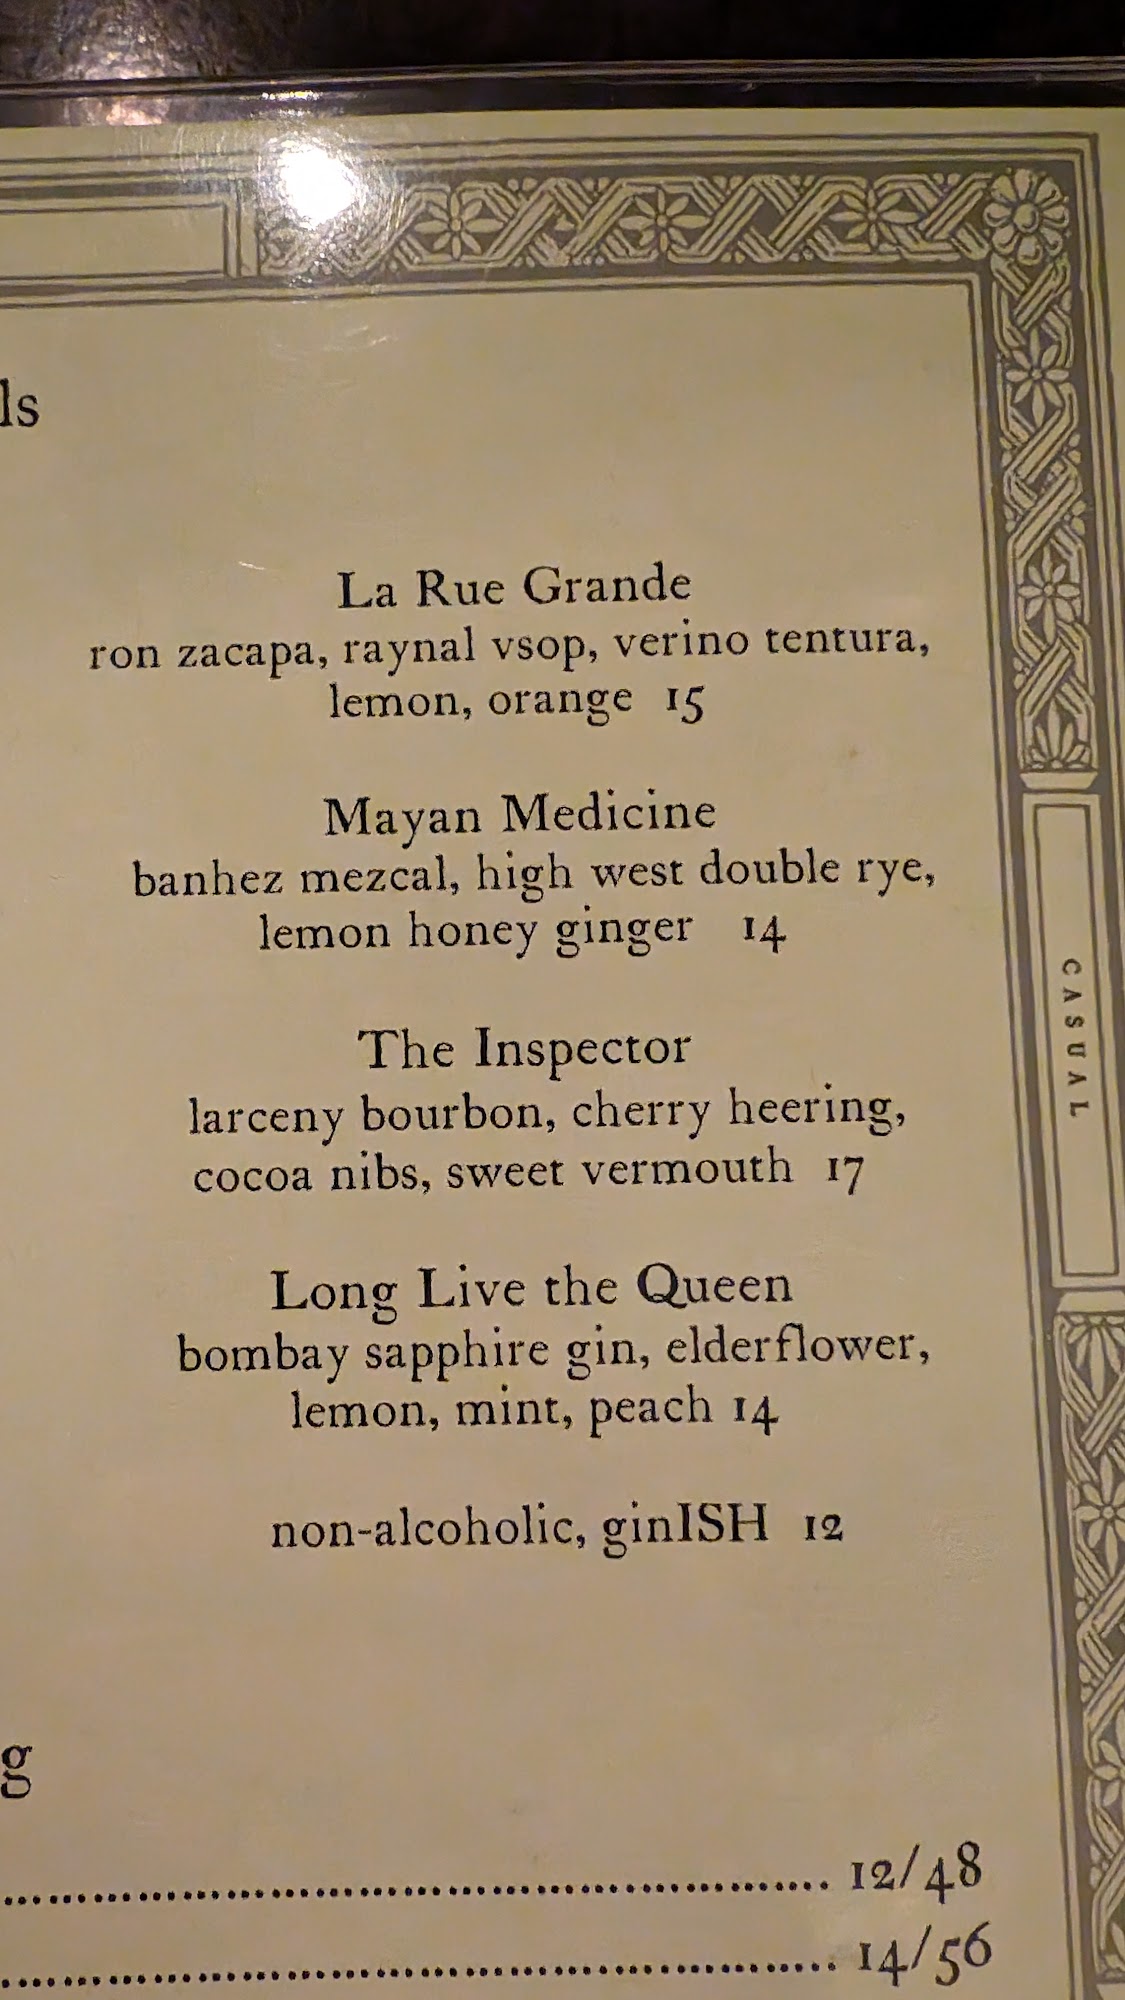 ls
La Rue Grande
ron zacapa, raynal vsop, verino tentura,
lemon, orange 15
Mayan Medicine
banhez mezcal, high west double rye,
lemon honey ginger 14
CASUAL
The Inspector
larceny bourbon, cherry heering,
cocoa nibs, sweet vermouth 17
Long Live the Queen
bombay sapphire gin, elderflower,
lemon, mint, peach 14
non-alcoholic, ginISH 12
g
12/48
14/56